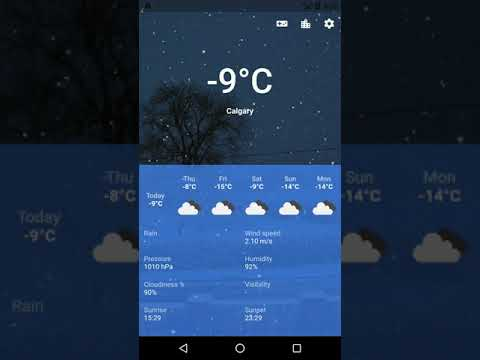 -9°C
Calgary
Thu Fri Sat Sun Mon
-8°C -15°C -9°C -14°C -14°C
Today
-9°C
Rain Wind speed
- 2.10 m/s
Pressure Humidity
1010 hPa 92%
Cloudiness % Visibility
90% -
Sunrise Sunset
15:29 23:29
Thu
-8°C
Today
-9°C
Rain
Sun Mon
-14°C -14°C